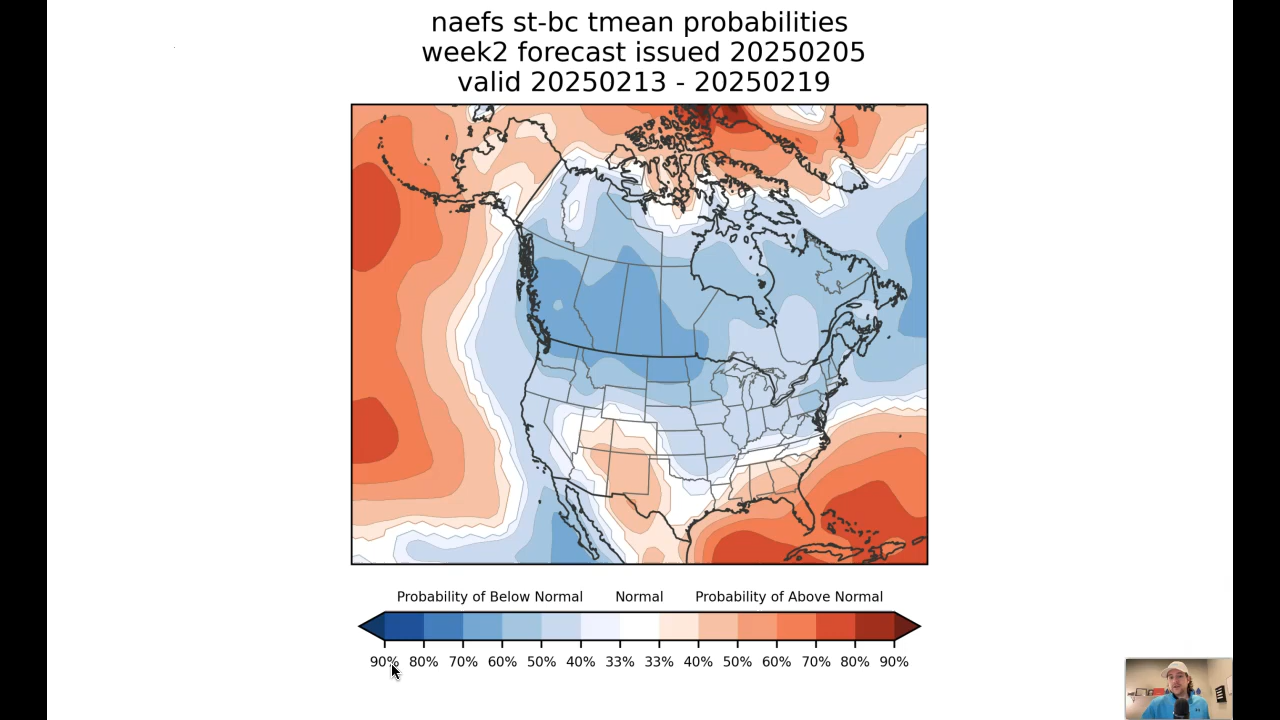 naefs st-bc tmean probabilities
week2 forecast issued 20250205
valid 20250213 - 20250219
Probability of Below Normal Normal Probability of Above Normal
90% 80% 70% 60% 50% 40% 33% 33% 40% 50% 60% 70% 80% 90%